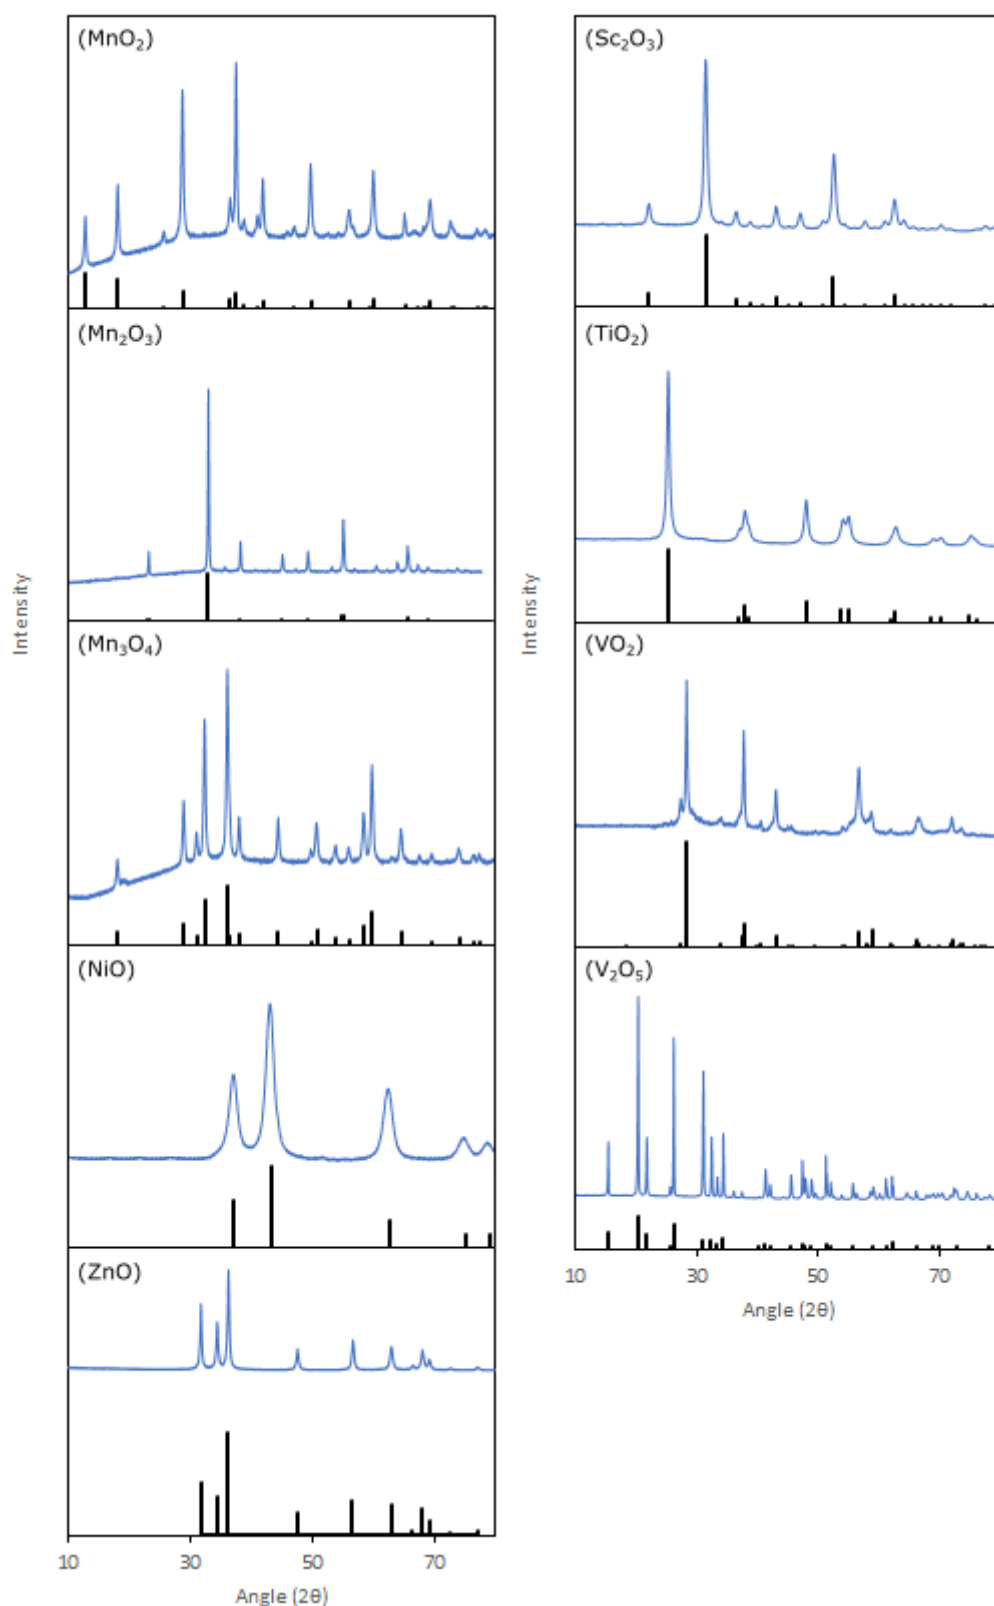 (MnO₂)
(Mn₂O₃)
(Mn₃O₄)
(NiO)
(ZnO)
Intensity
10 30 50 70
Angle (2θ)
(Sc₂O₃)
(TiO₂)
(VO₂)
(V₂O₅)
Intensity
10 30 50 70
Angle (2θ)